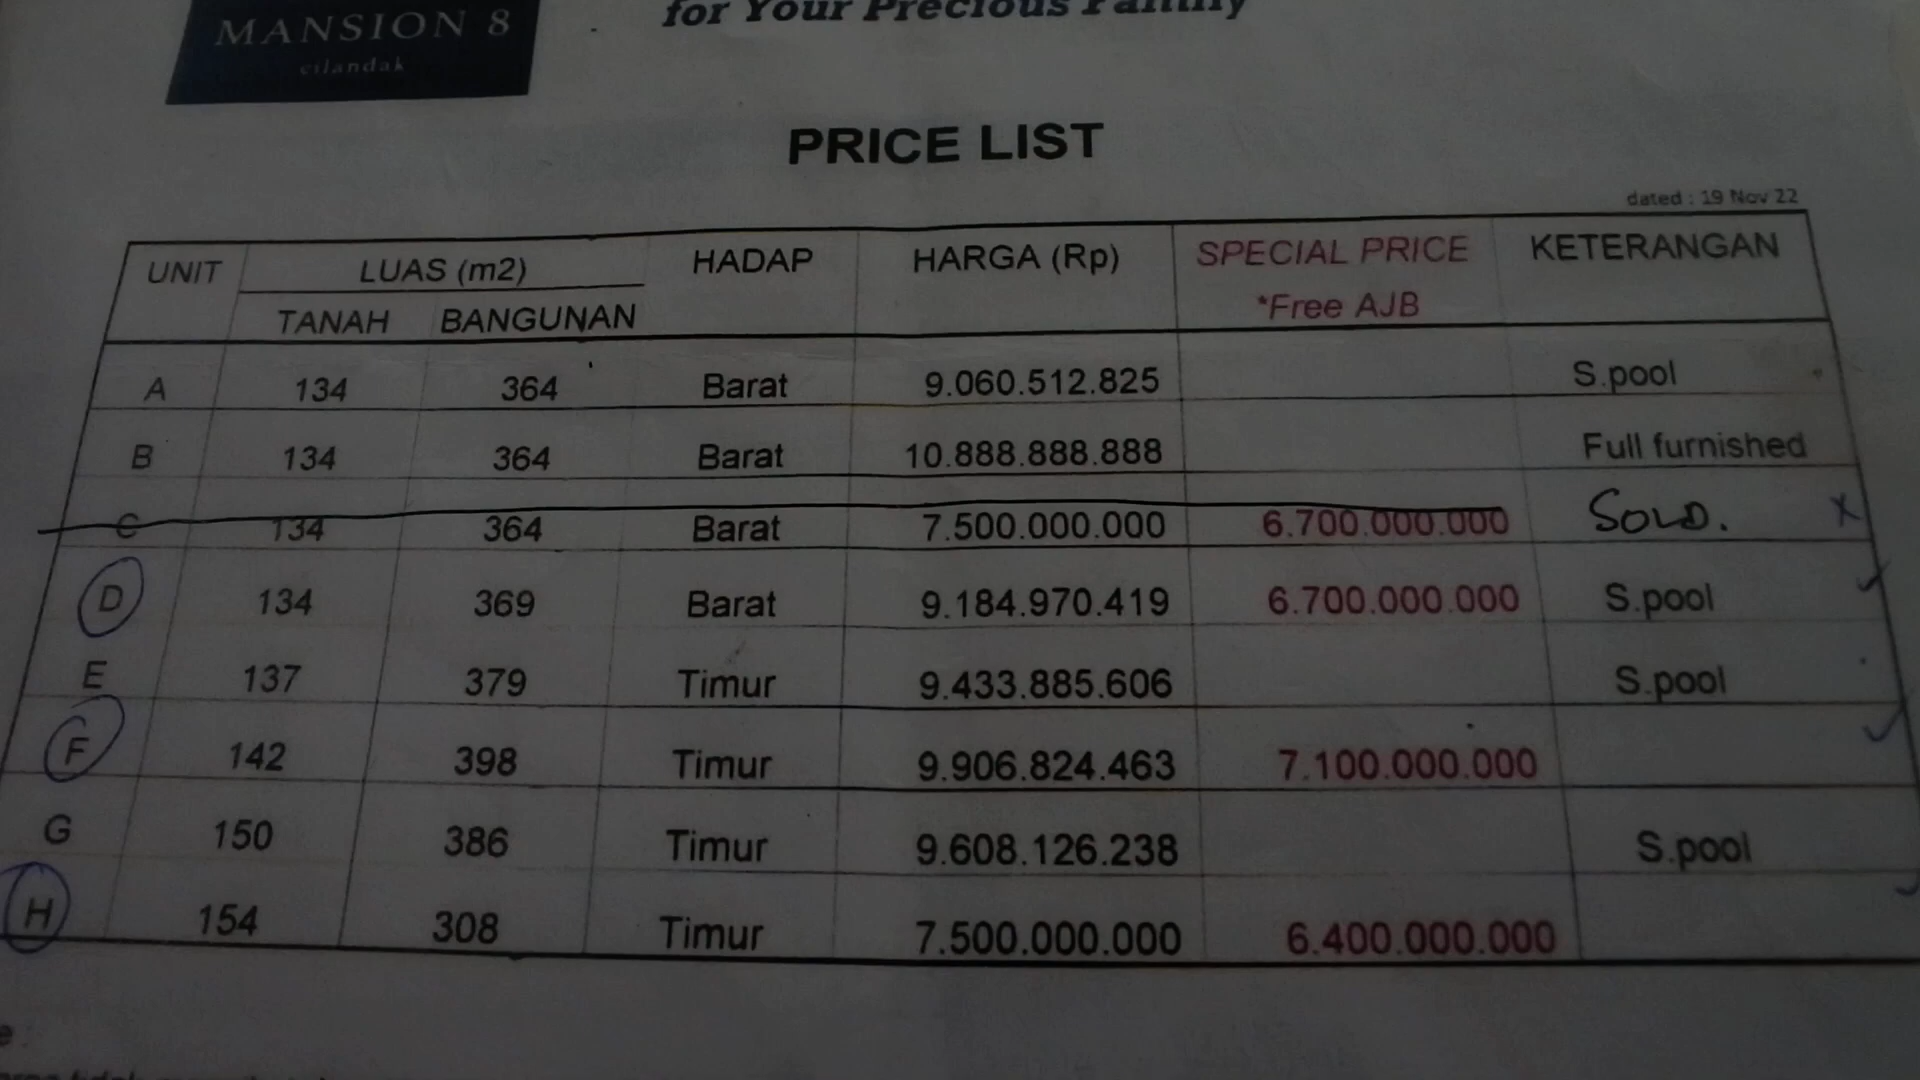 MANSION 8
cilandak
for Your Precious Family
PRICE LIST
dated : 19 Nov 22
UNIT LUAS (m2) HADAP HARGA (Rp) SPECIAL PRICE KETERANGAN
TANAH BANGUNAN *Free AJB
A 134 364 Barat 9.060.512.825 S.pool
B 134 364 Barat 10.888.888.888 Full furnished
C 134 364 Barat 7.500.000.000 6.700.000.000 SOLD. x
D 134 369 Barat 9.184.970.419 6.700.000.000 S.pool
E 137 379 Timur 9.433.885.606 S.pool
F 142 398 Timur 9.906.824.463 7.100.000.000
G 150 386 Timur 9.608.126.238 S.pool
H 154 308 Timur 7.500.000.000 6.400.000.000